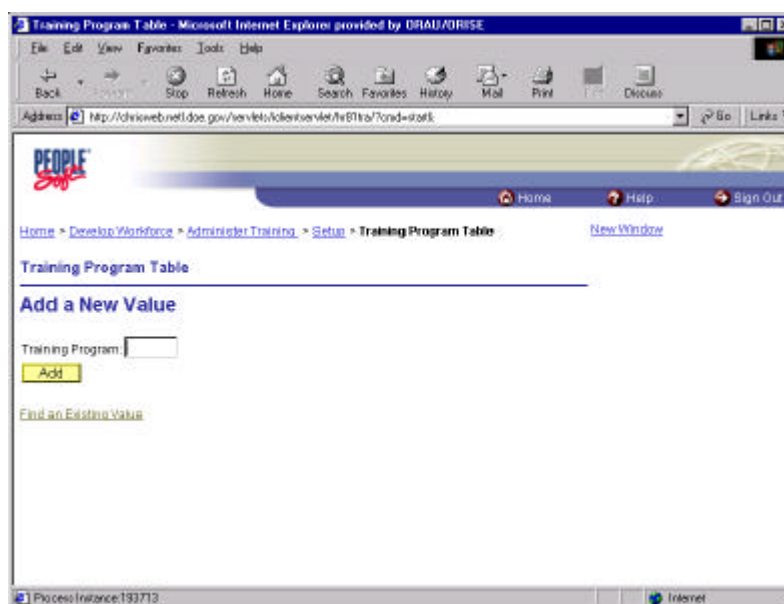 Training Program Table - Microsoft Internet Explorer provided by ORAU/ORISE
File Edit View Favorites Tools Help
Back Stop Refresh Home Search Favorites History Mail Print Discuss
Address Go Links
PEOPLE
Soft
Home Help Sign Out
Home > Develop Workforce > Administer Training > Setup > Training Program Table New Window
Training Program Table
Add a New Value
Training Program:
Add
Find an Existing Value
Process Instance:193713 Internet